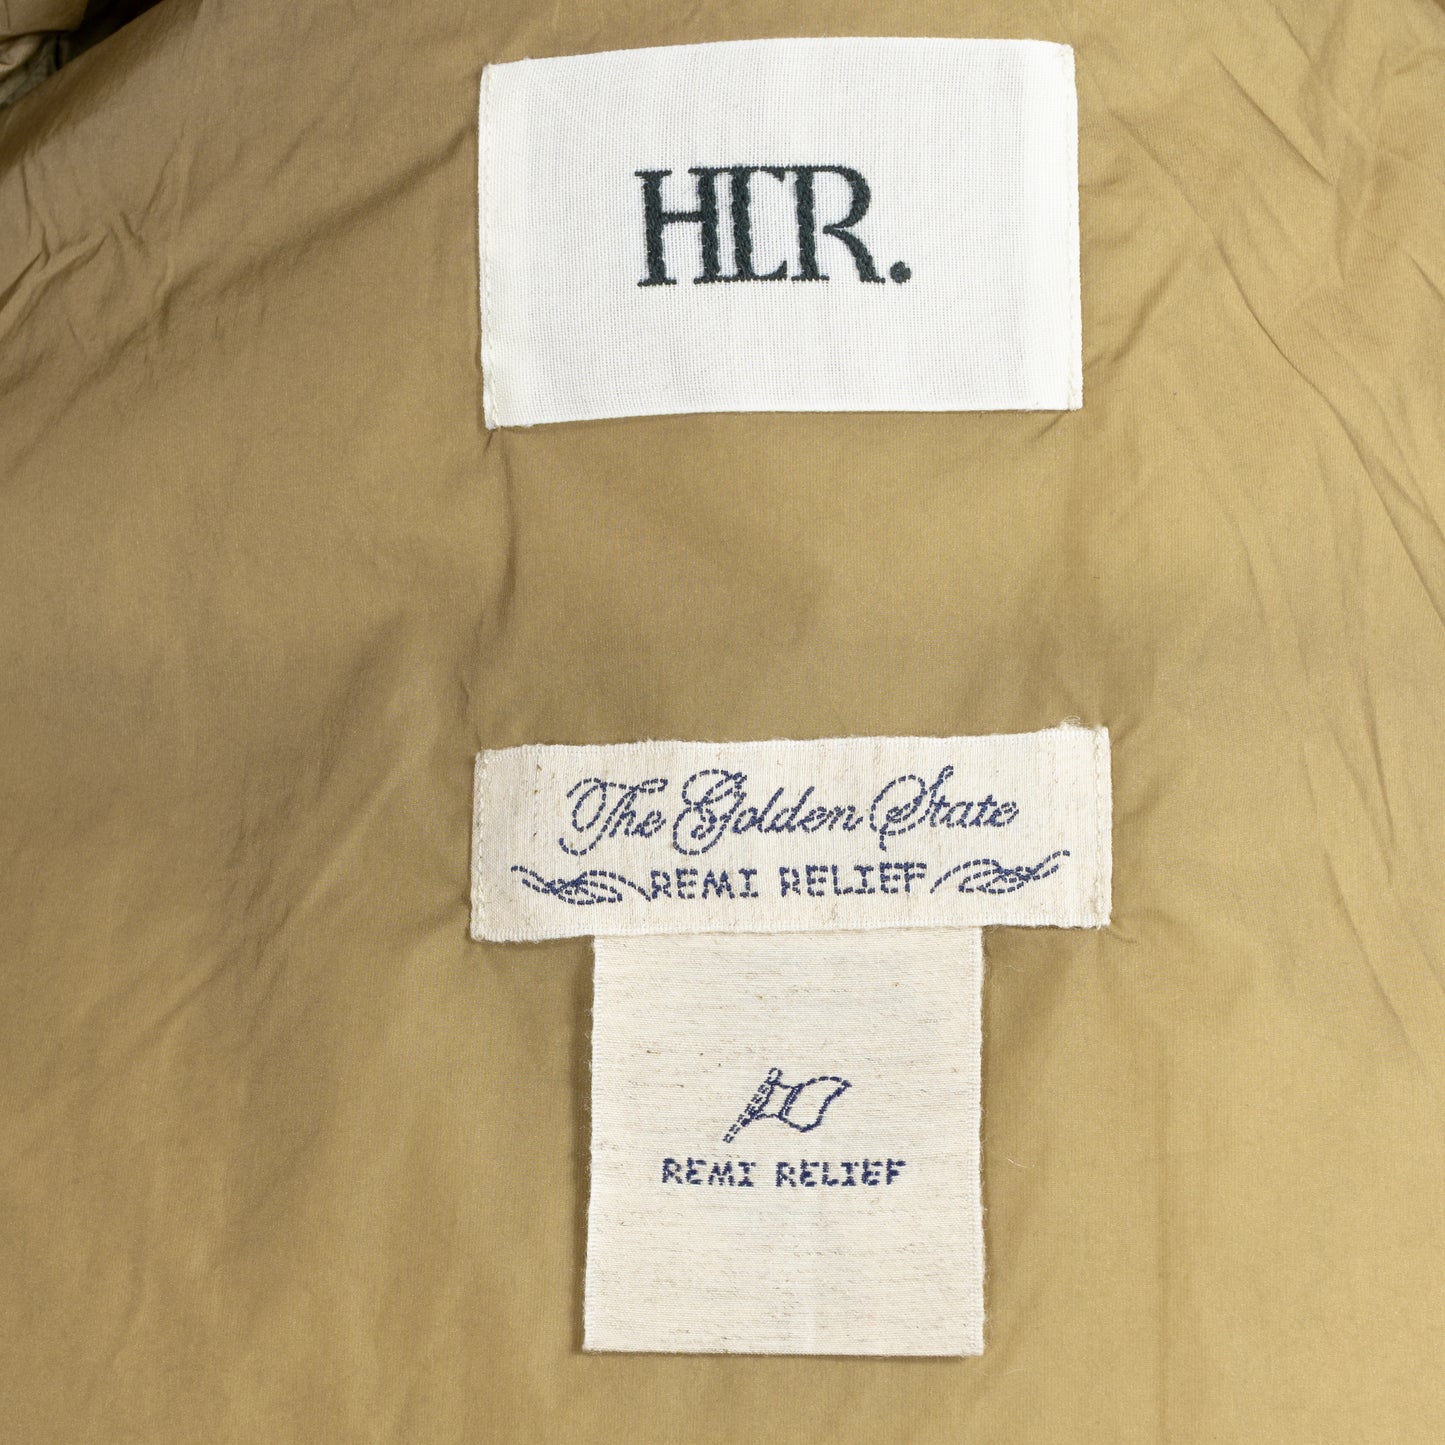 HLR.
The Golden State
REMI RELIEF
REMI RELIEF